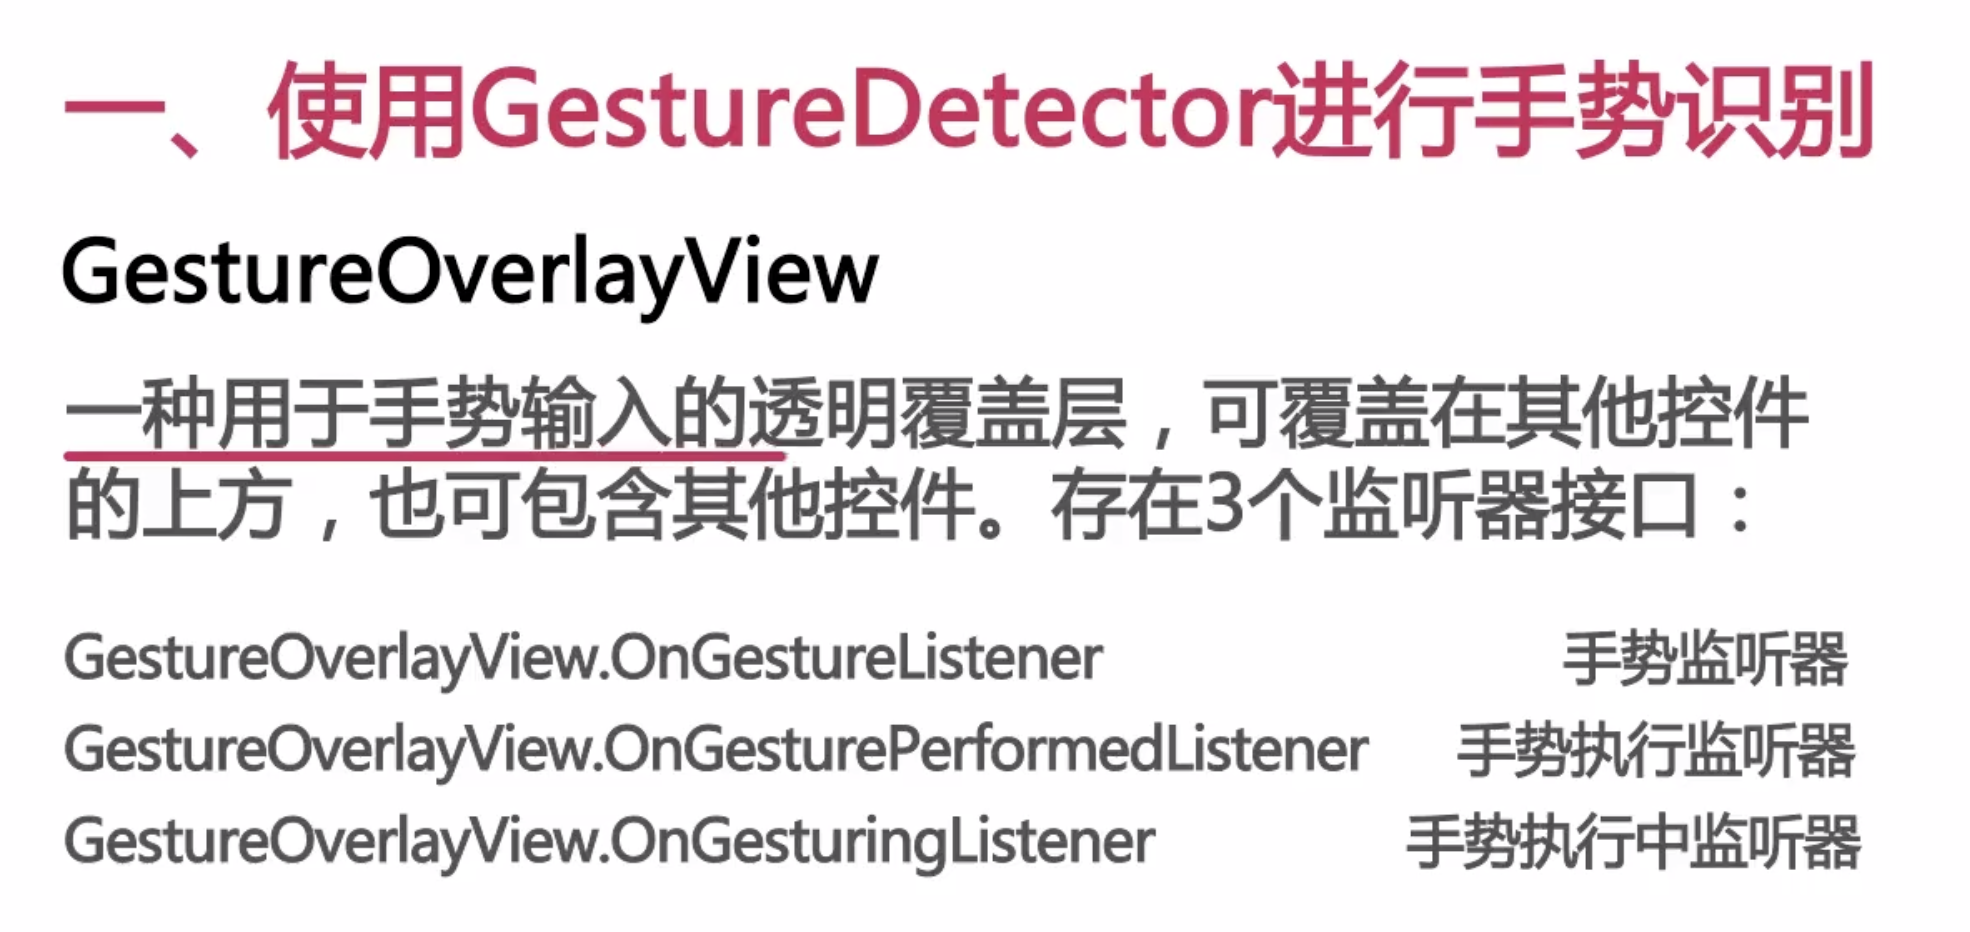 一、使用GestureDetector进行手势识别
GestureOverlayView
一种用于手势输入的透明覆盖层，可覆盖在其他控件
的上方，也可包含其他控件。存在3个监听器接口：
GestureOverlayView.OnGestureListener 手势监听器
GestureOverlayView.OnGesturePerformedListener 手势执行监听器
GestureOverlayView.OnGesturingListener 手势执行中监听器